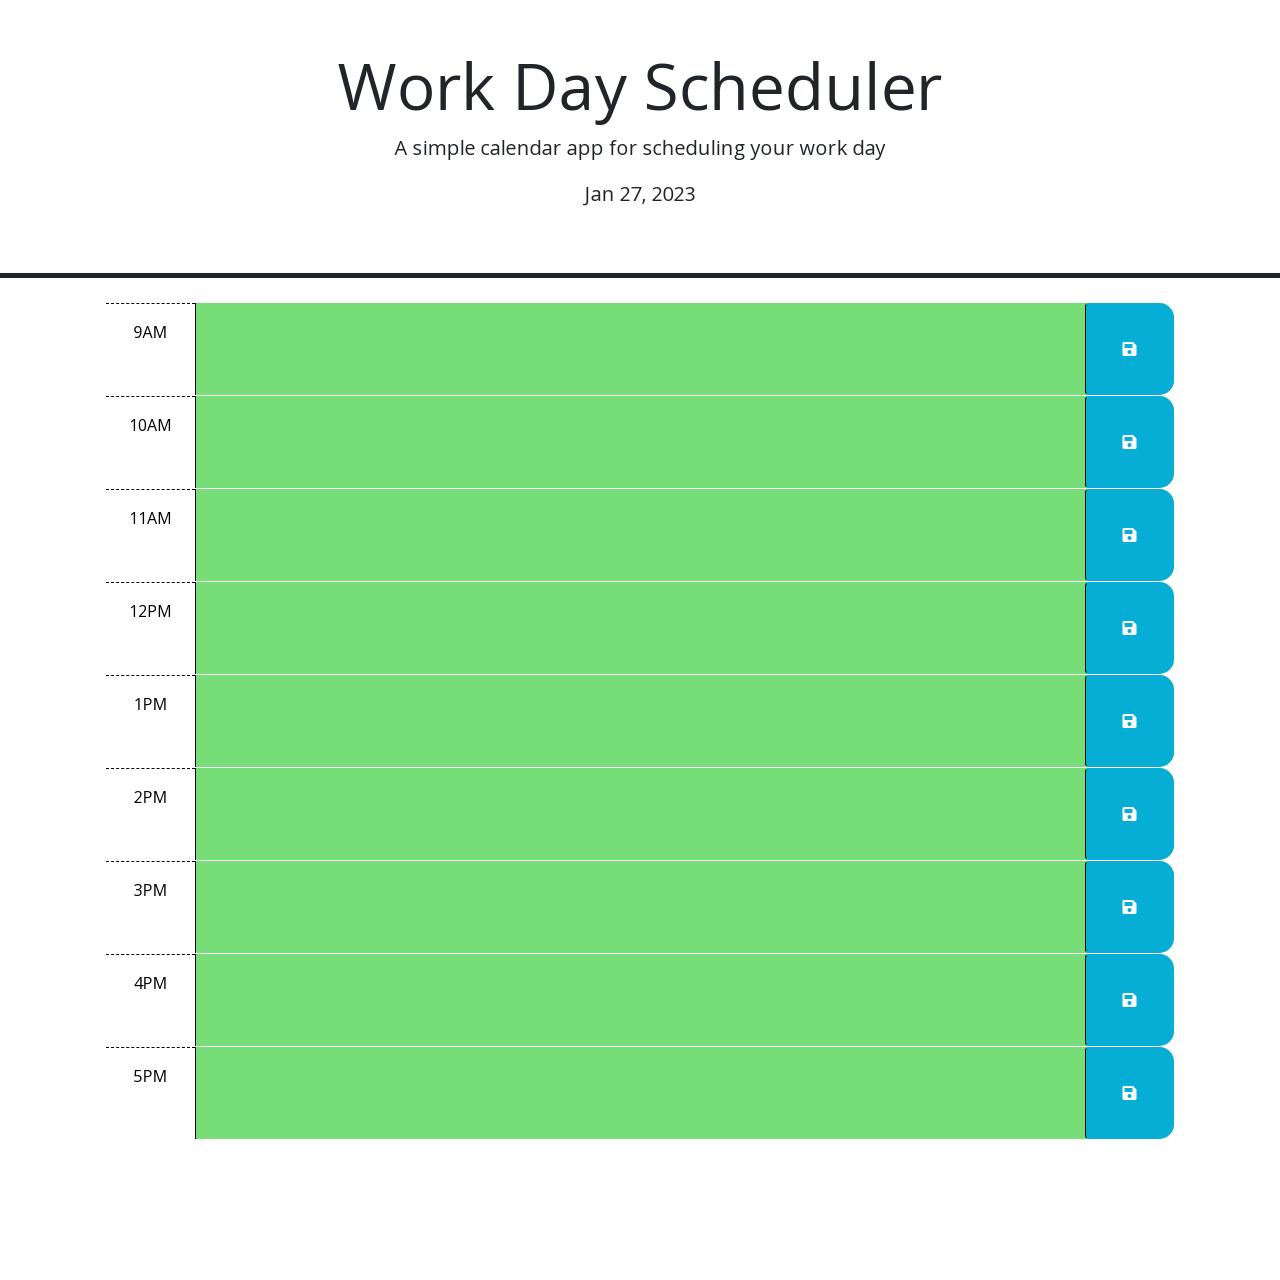 Work Day Scheduler
A simple calendar app for scheduling your work day
Jan 27, 2023
9AM
10AM
11AM
12PM
1PM
2PM
3PM
4PM
5PM